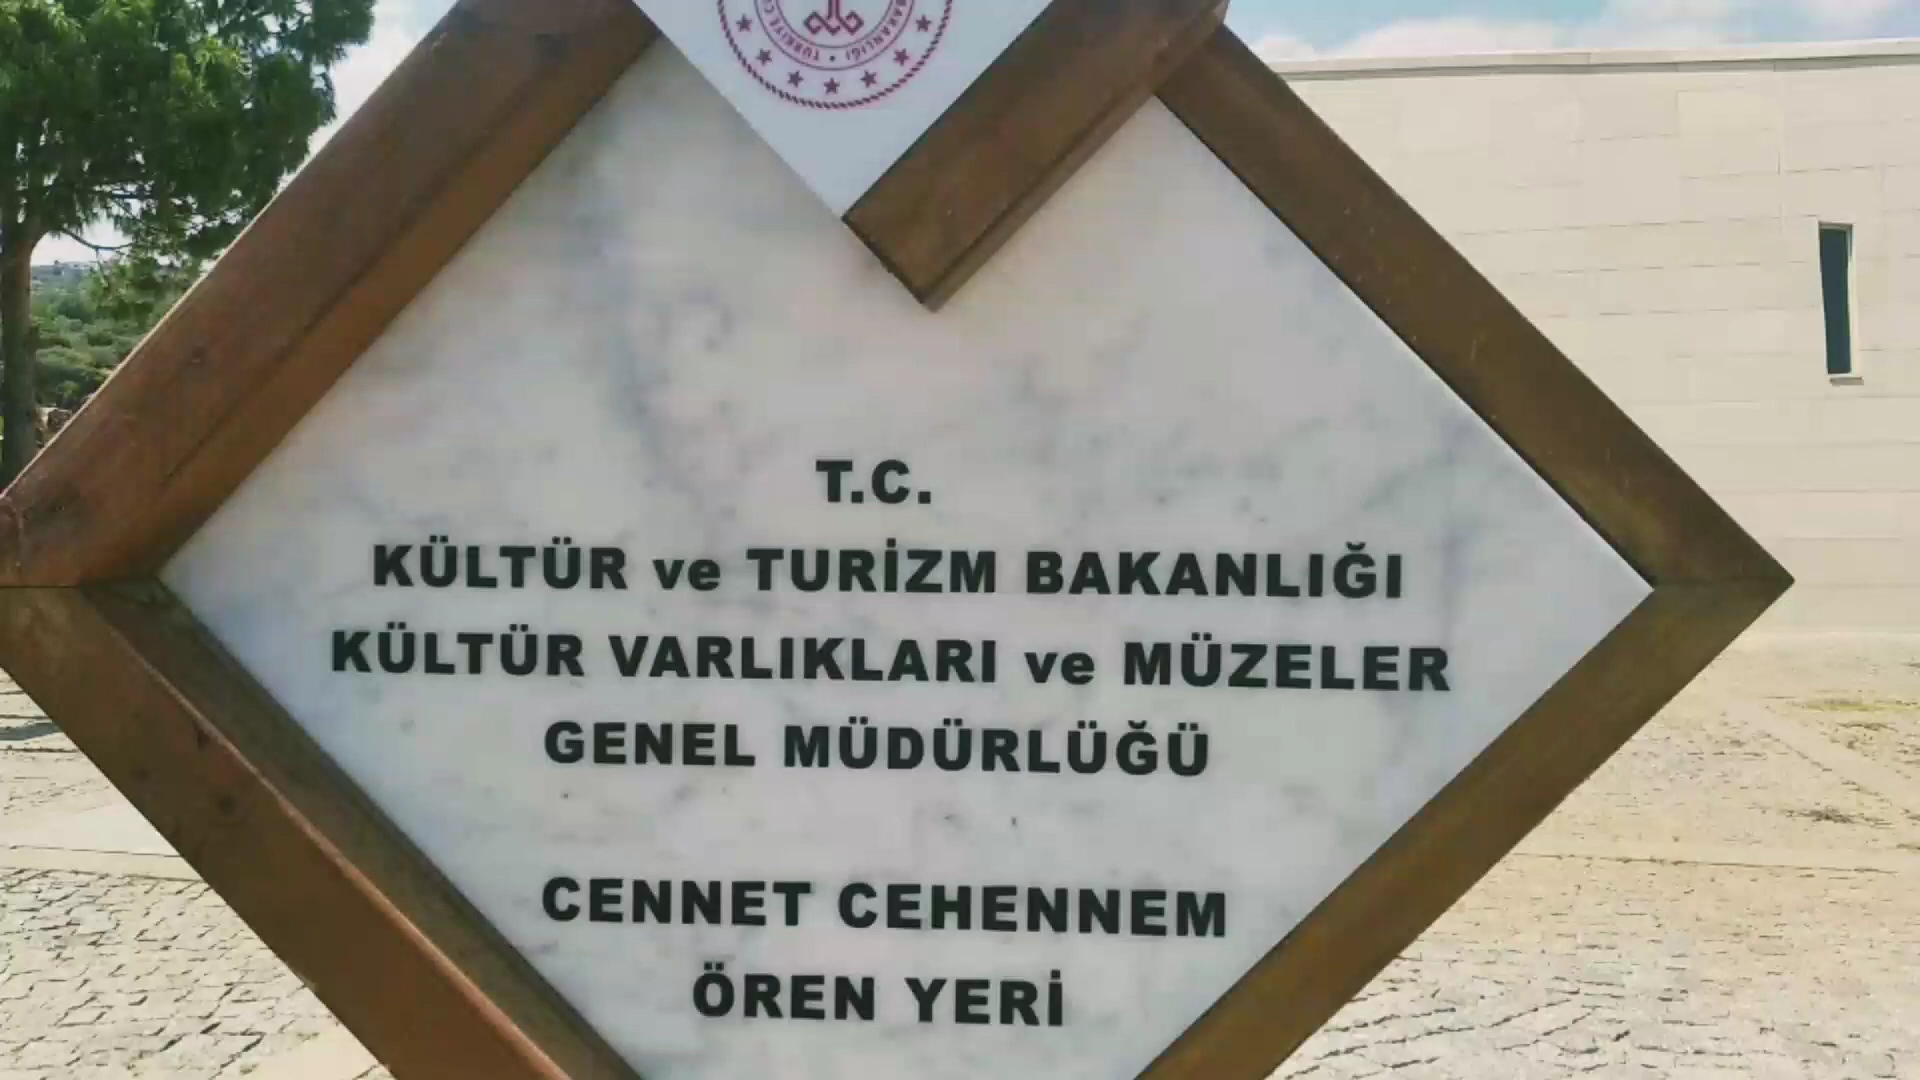 T.C.
KÜLTÜR ve TURİZM BAKANLIĞI
KÜLTÜR VARLIKLARI ve MÜZELER
GENEL MÜDÜRLÜĞÜ
CENNET CEHENNEM
ÖREN YERİ